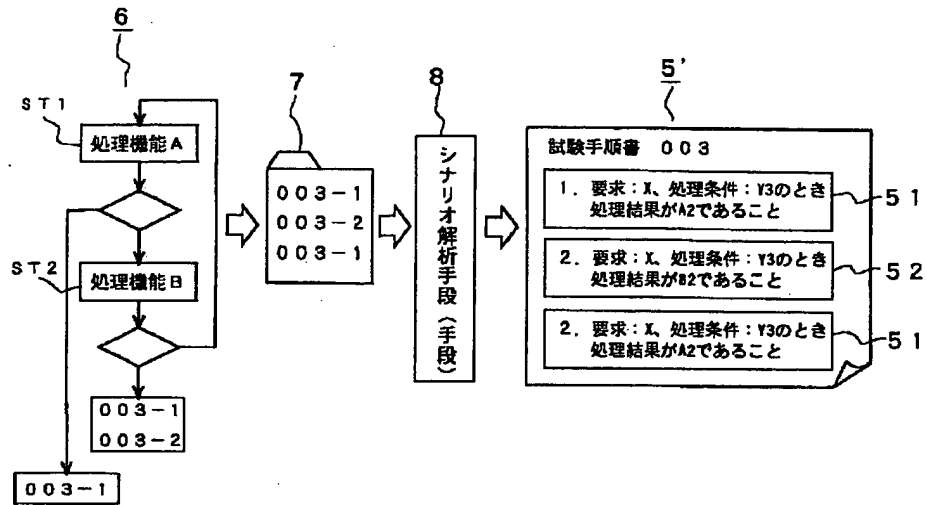 6
ST1
処理機能A
ST2
処理機能B
003-1
003-2
003-1
7
003-1
003-2
003-1
8
シナリオ解析手段(手段)
5'
試験手順書 003
1. 要求:X、処理条件:Y3のとき
処理結果がA2であること
51
2. 要求:X、処理条件:Y3のとき
処理結果がB2であること
52
2. 要求:X、処理条件:Y3のとき
処理結果がA2であること
51